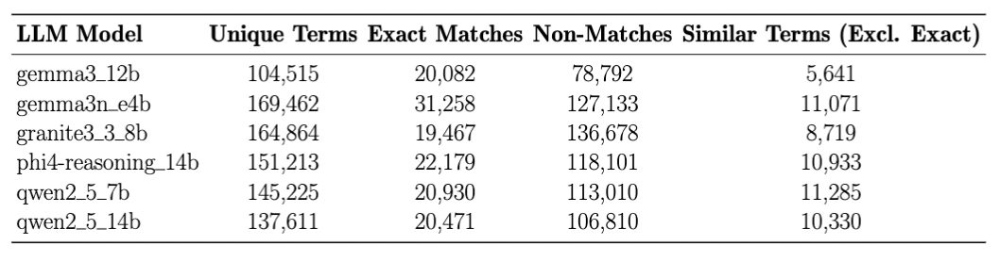 LLM Model Unique Terms Exact Matches Non-Matches Similar Terms (Excl. Exact)
gemma3_12b 104,515 20,082 78,792 5,641
gemma3n_e4b 169,462 31,258 127,133 11,071
granite3_3_8b 164,864 19,467 136,678 8,719
phi4-reasoning_14b 151,213 22,179 118,101 10,933
qwen2_5_7b 145,225 20,930 113,010 11,285
qwen2_5_14b 137,611 20,471 106,810 10,330